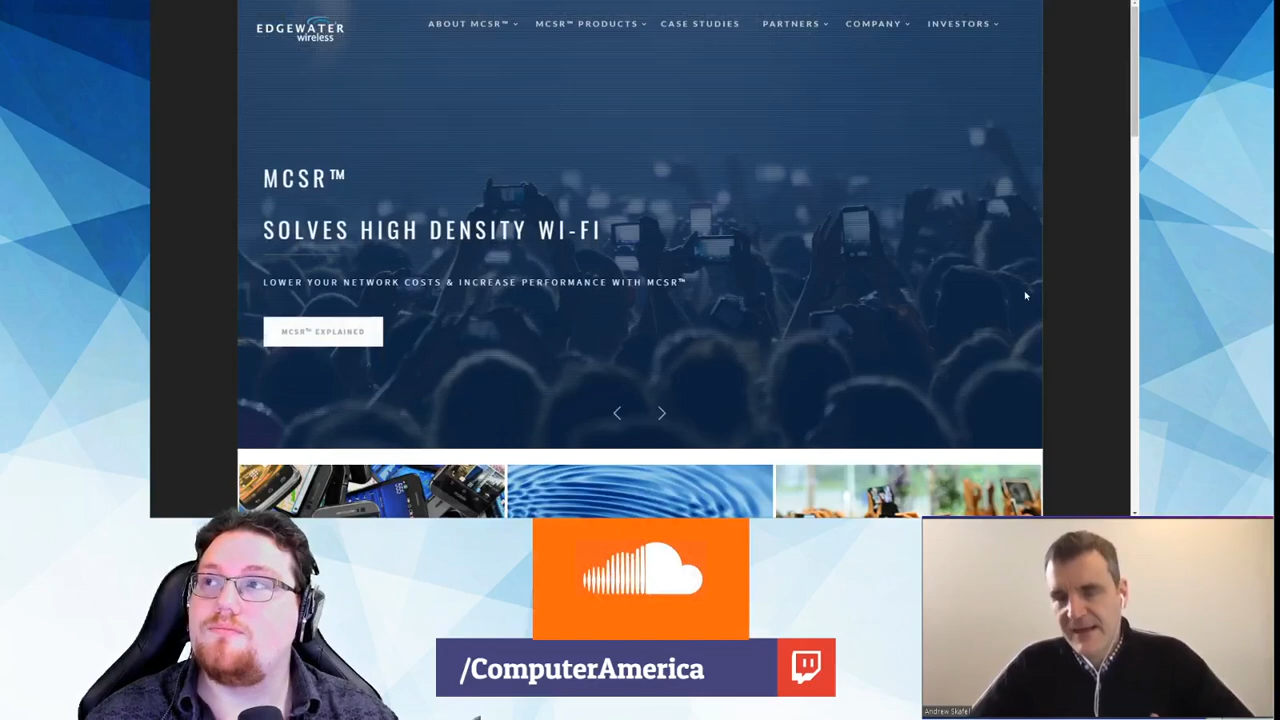 EDGEWATER
wireless
ABOUT MCSR™
MCSR™ PRODUCTS
CASE STUDIES
PARTNERS
COMPANY
INVESTORS
MCSR™
SOLVES HIGH DENSITY WI-FI
LOWER YOUR NETWORK COSTS & INCREASE PERFORMANCE WITH MCSR™
MCSR™ EXPLAINED
/ComputerAmerica
Andrew Skafel